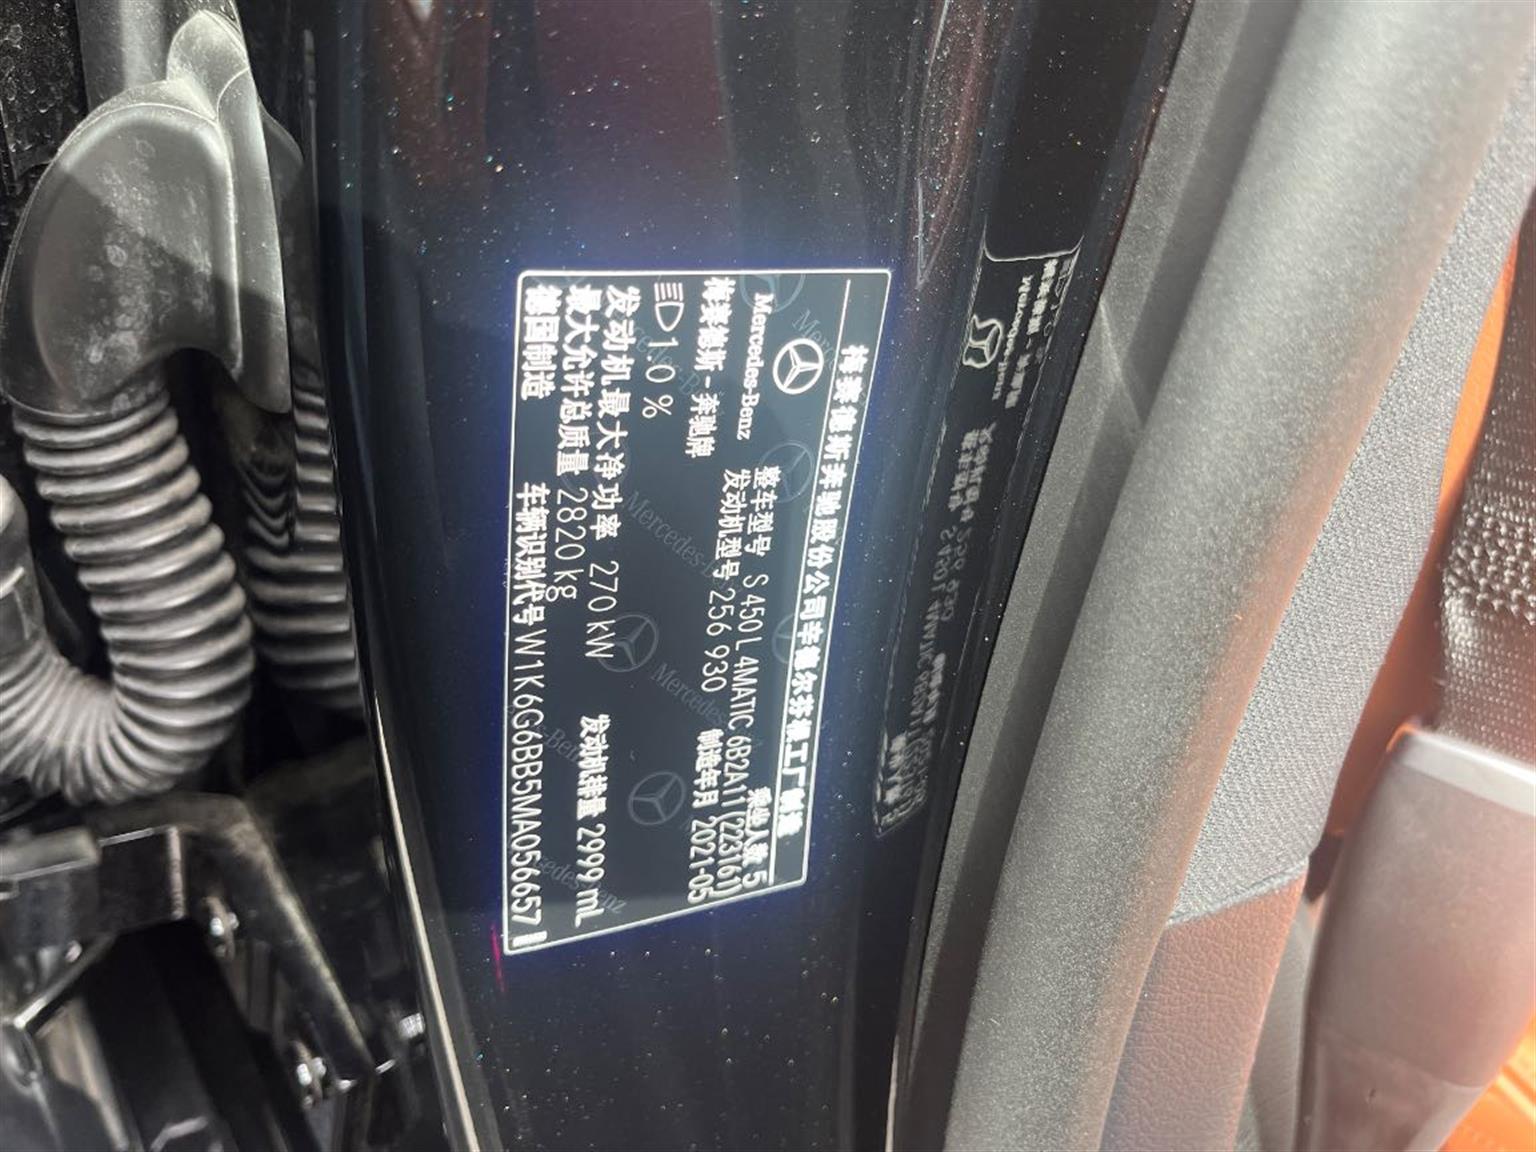 梅赛德斯奔驰股份公司辛德尔芬根工厂制造
Mercedes-Benz
梅赛德斯-奔驰牌
乘坐人数 5
整车型号 S 450 L 4MATIC 6B2A11(223161)
发动机型号 256 930
制造年月 2021-05
1.0%
发动机最大净功率 270 kW
发动机排量 2999 mL
最大允许总质量 2820 kg
德国制造
车辆识别代号 W1K6G6BB5MA056657